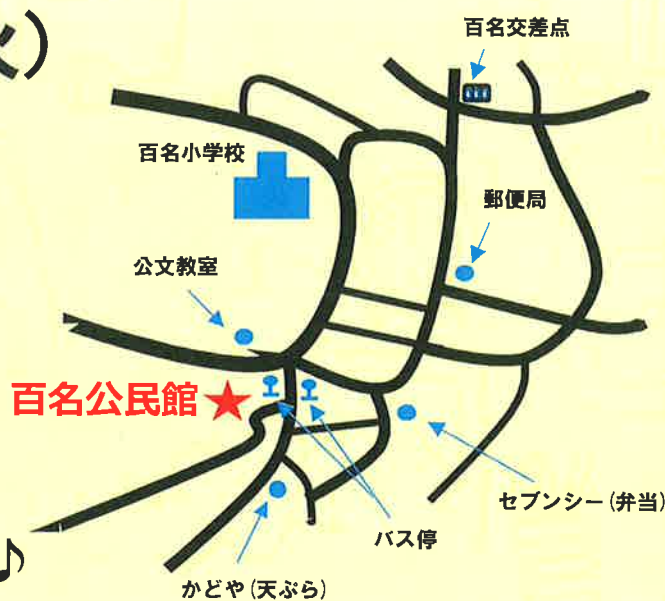 火)
百名交差点
百名小学校
郵便局
公文教室
百名公民館
セブンシー(弁当)
バス停
かどや(天ぷら)
♪